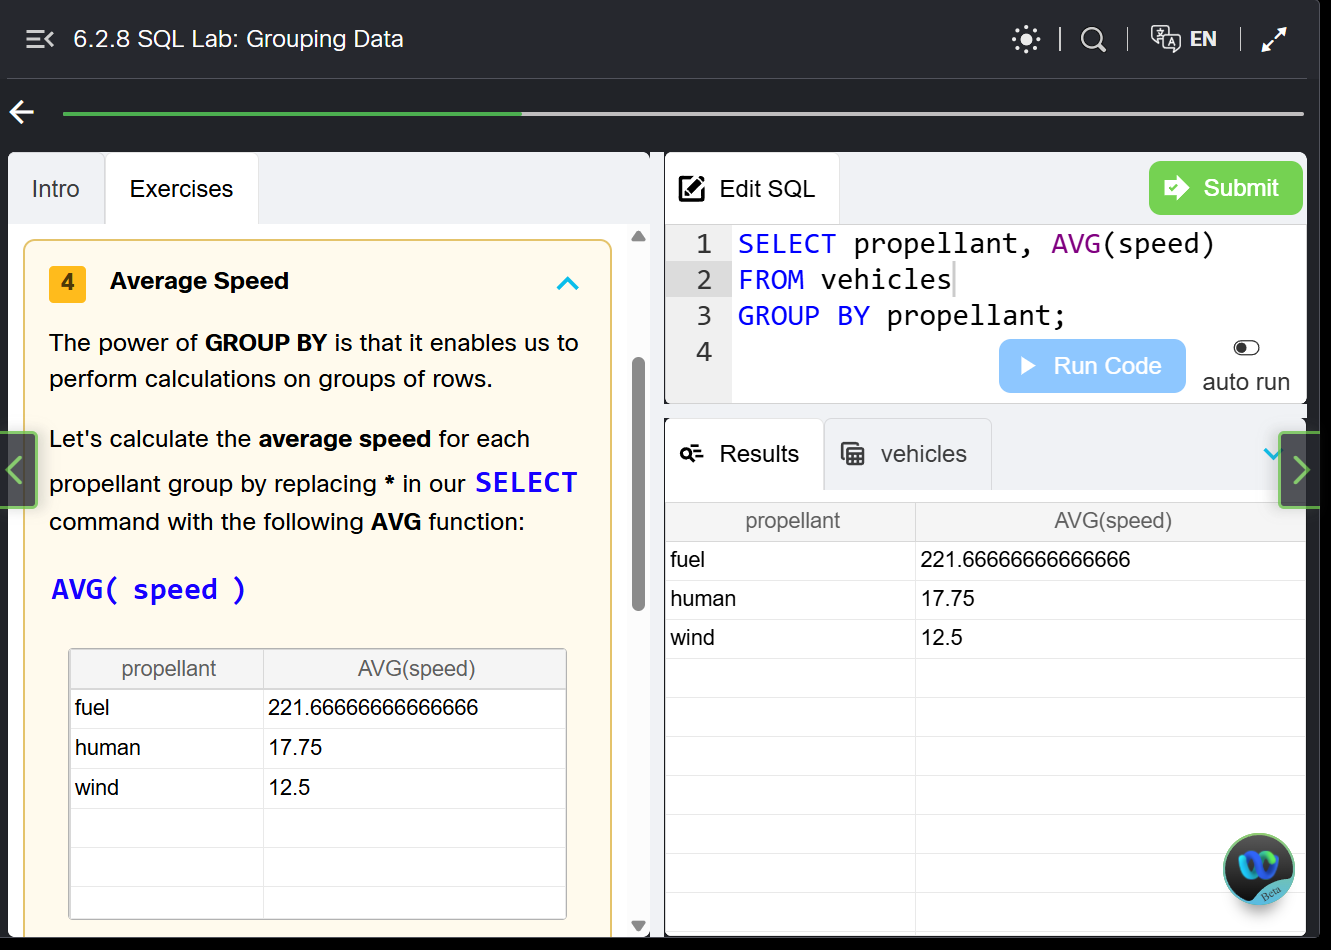 6.2.8 SQL Lab: Grouping Data
EN
Intro
Exercises
4
Average Speed
The power of GROUP BY is that it enables us to
perform calculations on groups of rows.
Let's calculate the average speed for each
propellant group by replacing * in our SELECT
command with the following AVG function:
AVG( speed )
propellant AVG(speed)
fuel 221.66666666666666
human 17.75
wind 12.5
Edit SQL
Submit
1 SELECT propellant, AVG(speed)
2 FROM vehicles
3 GROUP BY propellant;
4
Run Code
auto run
Results
vehicles
propellant AVG(speed)
fuel 221.66666666666666
human 17.75
wind 12.5
Beta